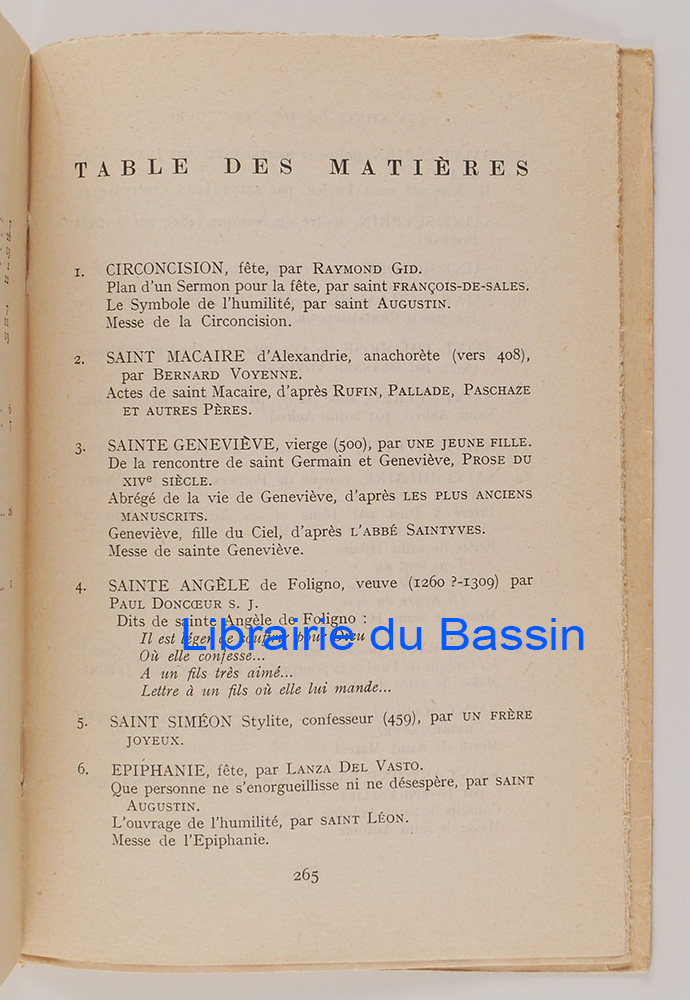 TABLE DES MATIÈRES
1. CIRCONCISION, fête, par RAYMOND GID.
Plan d'un Sermon pour la fête, par saint FRANÇOIS-DE-SALES.
Le Symbole de l'humilité, par saint AUGUSTIN.
Messe de la Circoncision.
2. SAINT MACAIRE d'Alexandrie, anachorète (vers 408),
par BERNARD VOYENNE.
Actes de saint Macaire, d'après RUFIN, PALLADE, PASCHAZE
ET AUTRES PÈRES.
3. SAINTE GENEVIÈVE, vierge (500), par UNE JEUNE FILLE.
De la rencontre de saint Germain et Geneviève, PROSE DU
XIVe SIÈCLE.
Abrégé de la vie de Geneviève, d'après LES PLUS ANCIENS
MANUSCRITS.
Geneviève, fille du Ciel, d'après L'ABBÉ SAINTYVES.
Messe de sainte Geneviève.
4. SAINTE ANGÈLE de Foligno, veuve (1260 ?-1309) par
PAUL DONCŒUR S. J.
Dits de sainte Angèle de Foligno :
Il est léger de souffrir pour Dieu
Librairie du Bassin
Où elle confesse...
A un fils très aimé...
Lettre à un fils où elle lui mande...
5. SAINT SIMÉON Stylite, confesseur (459), par UN FRÈRE
JOYEUX.
6. EPIPHANIE, fête, par LANZA DEL VASTO.
Que personne ne s'enorgueillisse ni ne désespère, par SAINT
AUGUSTIN.
L'ouvrage de l'humilité, par SAINT LÉON.
Messe de l'Epiphanie.
265